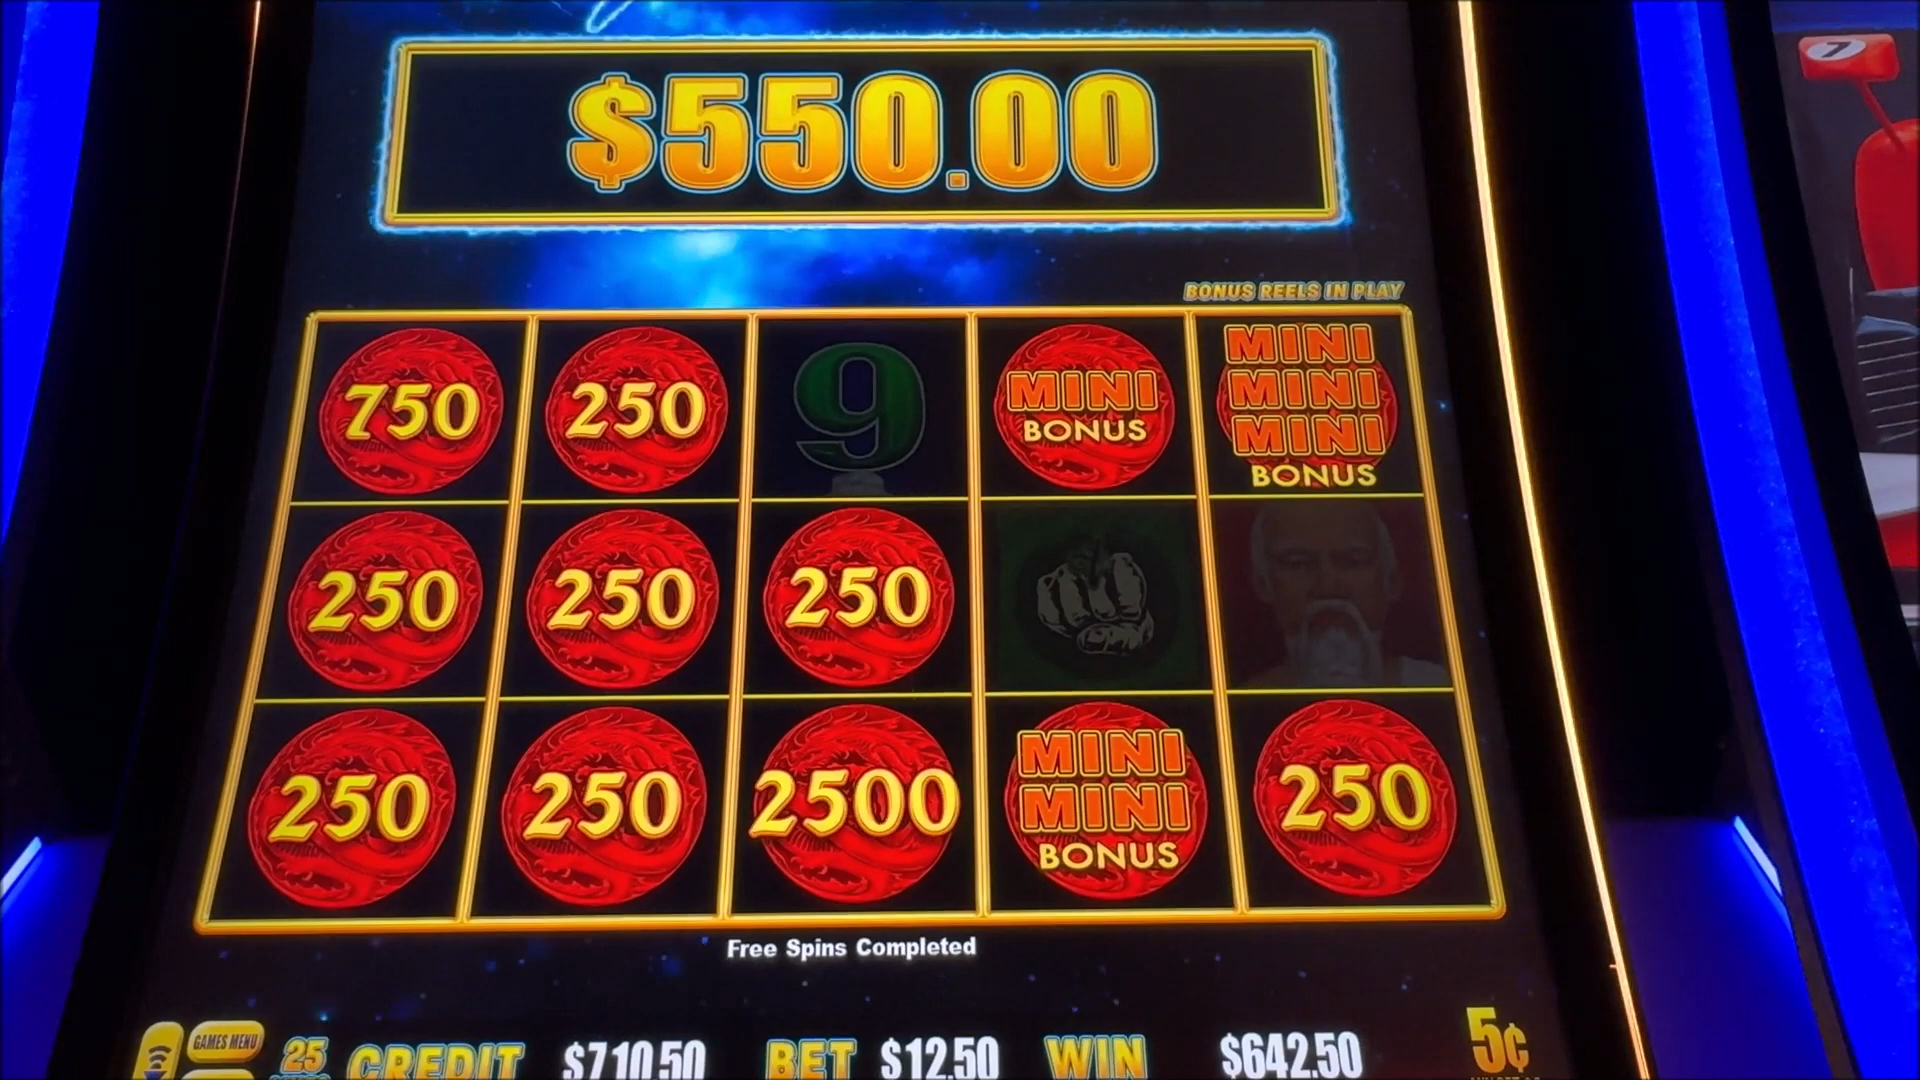 $550.00
BONUS REELS IN PLAY
750
250
9
MINI
BONUS
MINI
MINI
MINI
BONUS
250
250
250
250
250
2500
MINI
MINI
BONUS
250
Free Spins Completed
GAMES MENU
25
CREDIT $710.50 BET $12.50 WIN $642.50 5¢
7